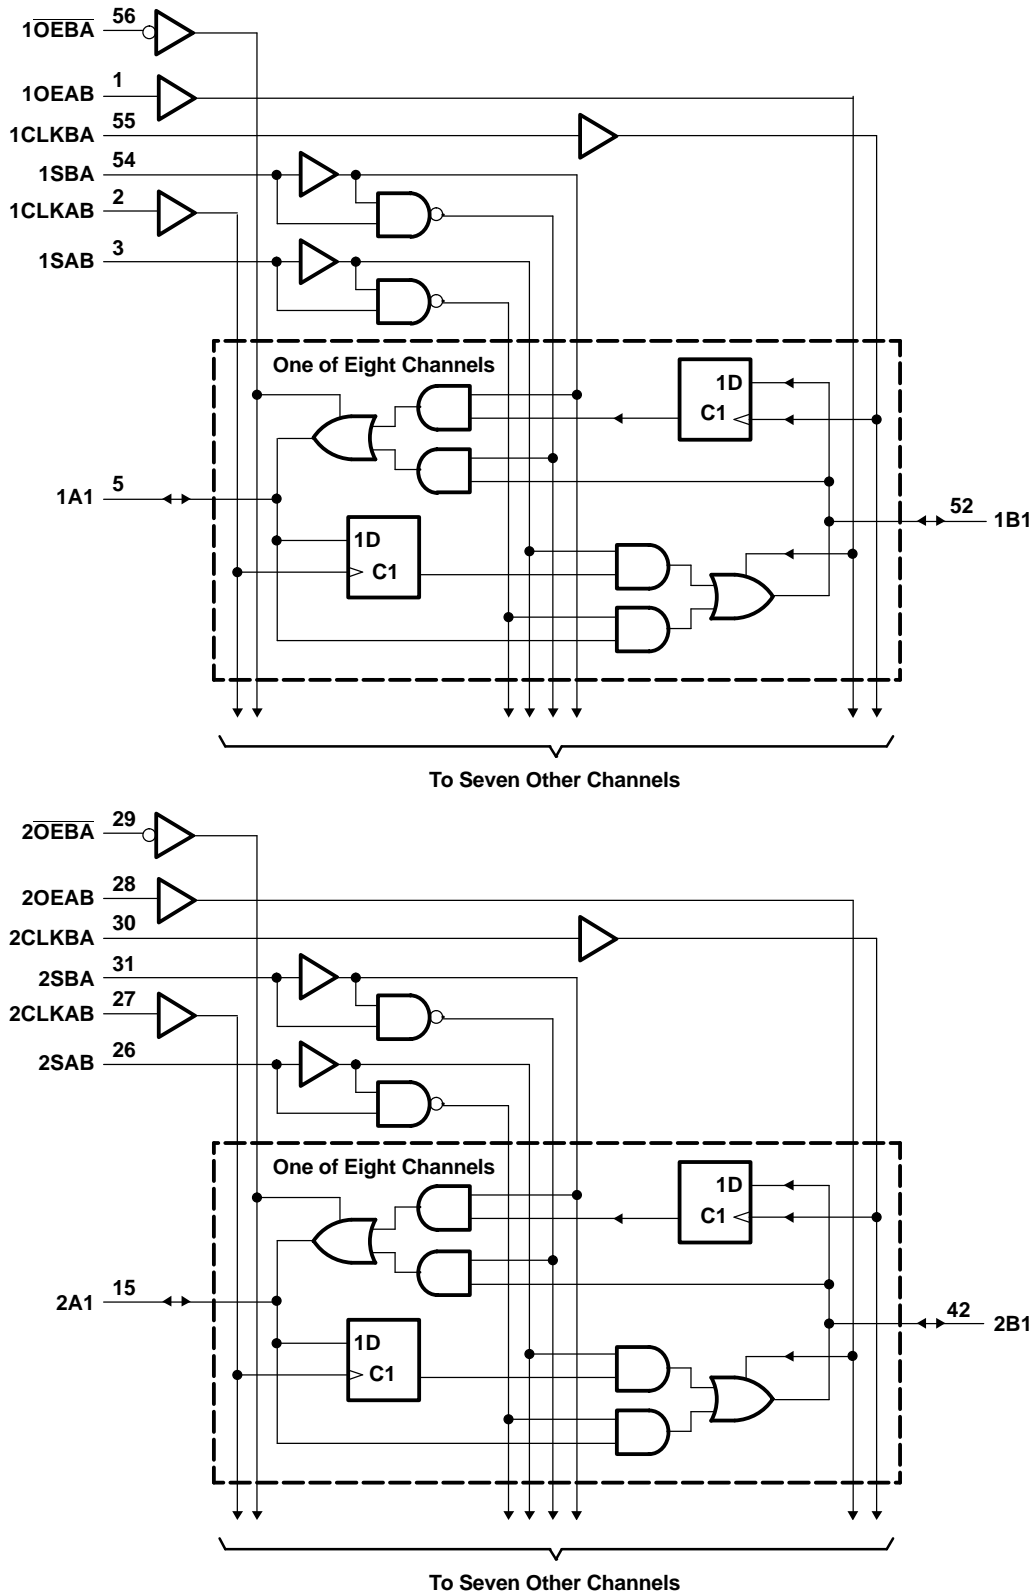 1O̅E̅B̅A̅ 56
1OEAB 1
1CLKBA 55
1SBA 54
1CLKAB 2
1SAB 3
One of Eight Channels
1D
C1
1A1 5
52 1B1
1D
C1
To Seven Other Channels
2O̅E̅B̅A̅ 29
2OEAB 28
2CLKBA 30
2SBA 31
2CLKAB 27
2SAB 26
One of Eight Channels
1D
C1
2A1 15
42 2B1
1D
C1
To Seven Other Channels